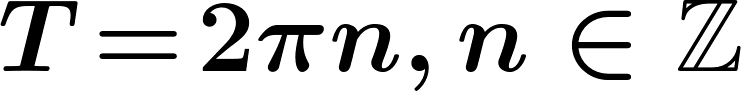 T = 2πn, n ∈ ℤ